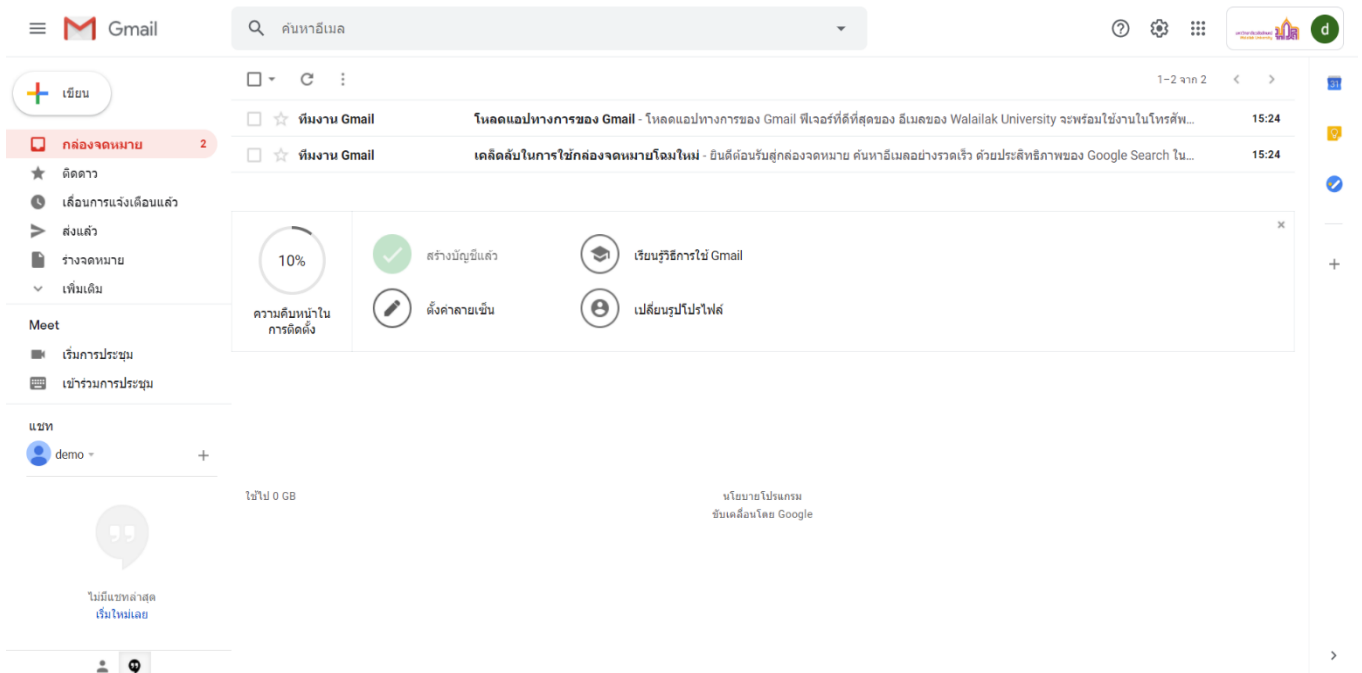 Gmail
ค้นหาอีเมล
d
เขียน
1–2 จาก 2
31
ทีมงาน Gmail โหลดแอปทางการของ Gmail - โหลดแอปทางการของ Gmail ฟีเจอร์ที่ดีที่สุดของ อีเมลของ Walailak University จะพร้อมใช้งานในโทรศัพ... 15:24
กล่องจดหมาย 2
ทีมงาน Gmail เคล็ดลับในการใช้กล่องจดหมายโฉมใหม่ - ยินดีต้อนรับสู่กล่องจดหมาย ค้นหาอีเมลอย่างรวดเร็ว ด้วยประสิทธิภาพของ Google Search ใน... 15:24
ติดดาว
เลื่อนการแจ้งเตือนแล้ว
ส่งแล้ว
ร่างจดหมาย
เพิ่มเติม
10%
ความคืบหน้าใน
การติดตั้ง
สร้างบัญชีแล้ว
เรียนรู้วิธีการใช้ Gmail
ตั้งค่าลายเซ็น
เปลี่ยนรูปโปรไฟล์
Meet
เริ่มการประชุม
เข้าร่วมการประชุม
แชท
demo
ใช้ไป 0 GB
นโยบายโปรแกรม
ขับเคลื่อนโดย Google
ไม่มีแชทล่าสุด
เริ่มใหม่เลย